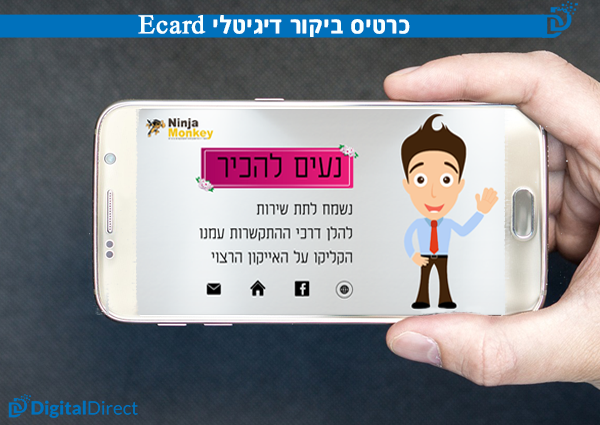 כרטיס ביקור דיגיטלי Ecard
Ninja
Monkey
נעים להכיר
נשמח לתת שירות
להלן דרכי ההתקשרות עמנו
הקליקו על האייקון הרצוי
DigitalDirect